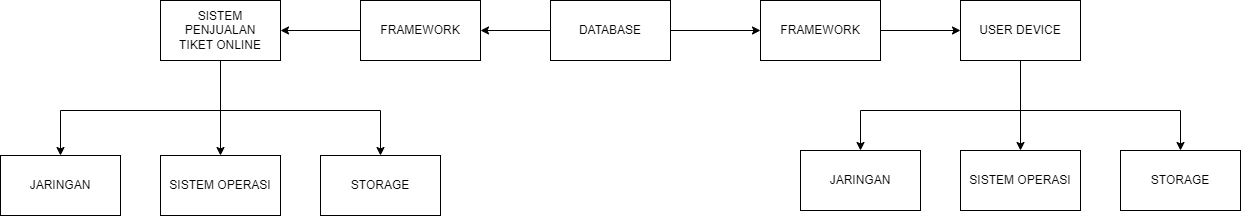 SISTEM
PENJUALAN
TIKET ONLINE
FRAMEWORK
DATABASE
FRAMEWORK
USER DEVICE
JARINGAN
SISTEM OPERASI
STORAGE
JARINGAN
SISTEM OPERASI
STORAGE